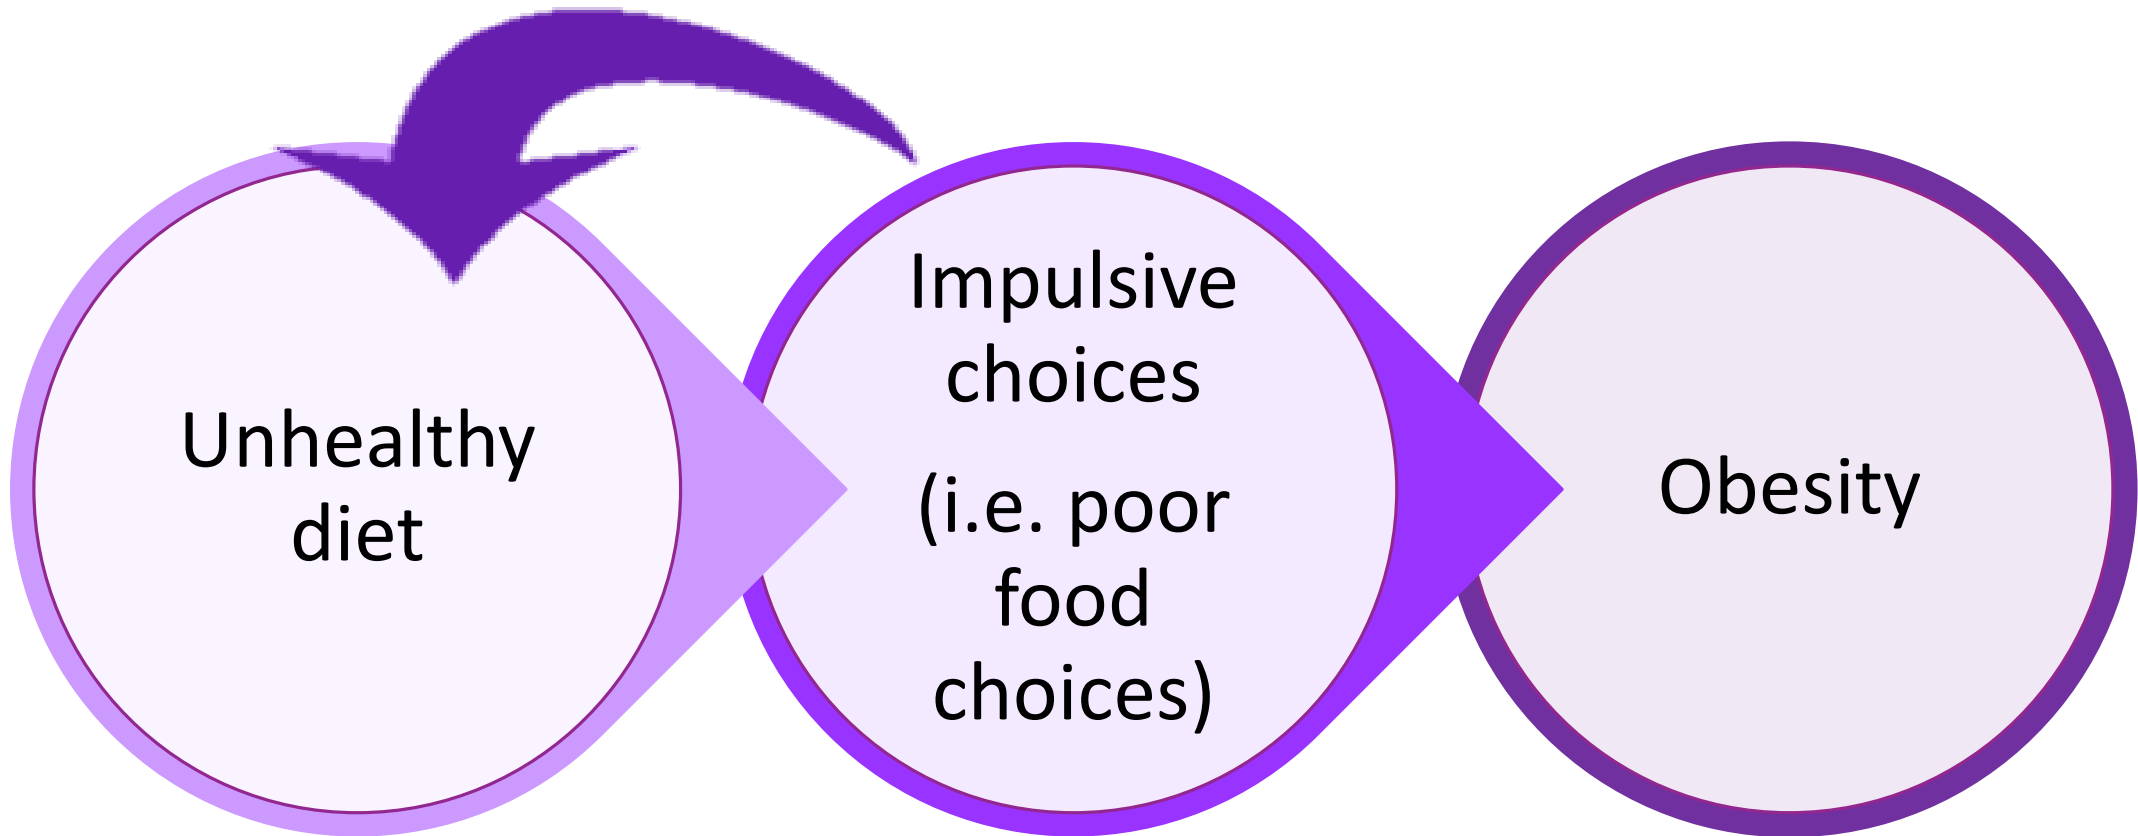 Unhealthy
diet
Impulsive
choices
(i.e. poor
food
choices)
Obesity